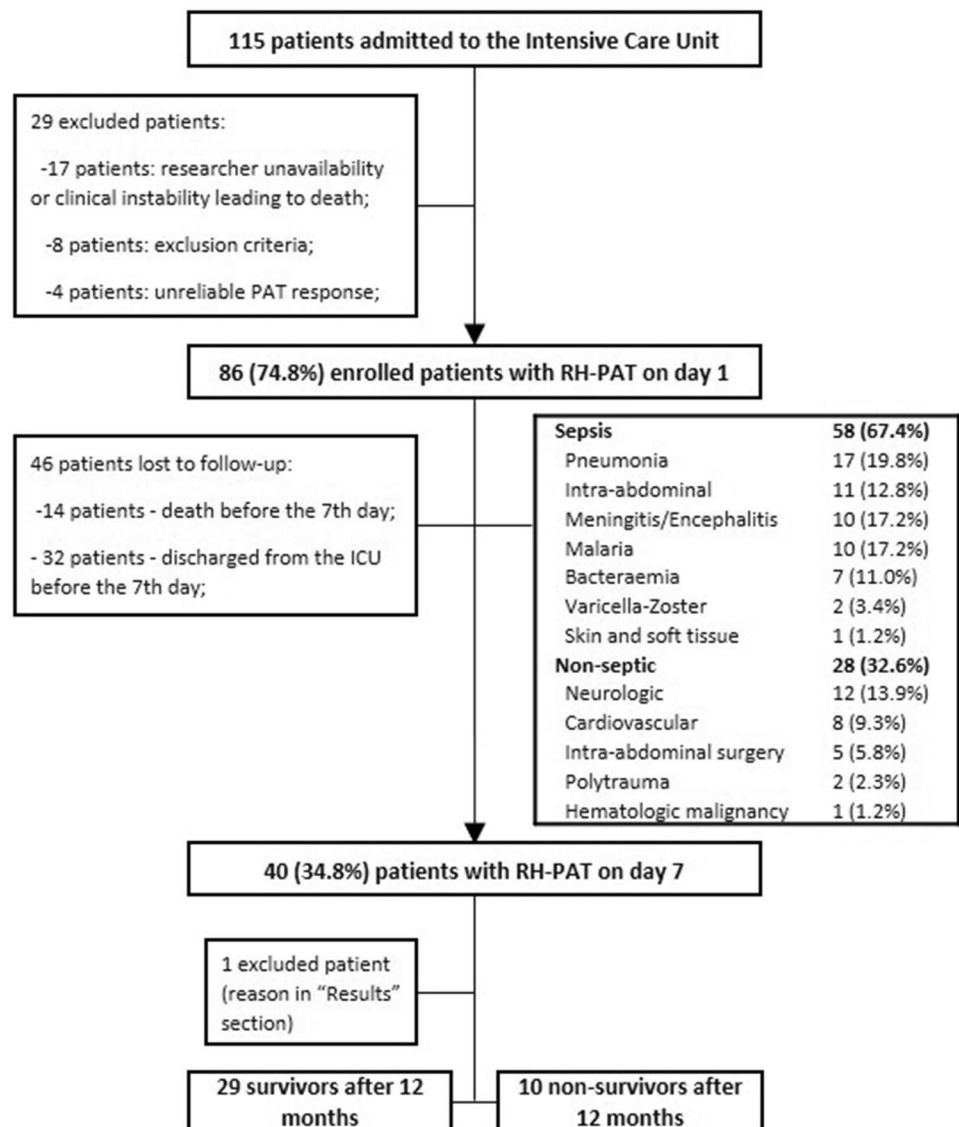 115 patients admitted to the Intensive Care Unit
29 excluded patients:
-17 patients: researcher unavailability
or clinical instability leading to death;
-8 patients: exclusion criteria;
-4 patients: unreliable PAT response;
86 (74.8%) enrolled patients with RH-PAT on day 1
46 patients lost to follow-up:
-14 patients - death before the 7th day;
- 32 patients - discharged from the ICU
before the 7th day;
Sepsis 58 (67.4%)
Pneumonia 17 (19.8%)
Intra-abdominal 11 (12.8%)
Meningitis/Encephalitis 10 (17.2%)
Malaria 10 (17.2%)
Bacteraemia 7 (11.0%)
Varicella-Zoster 2 (3.4%)
Skin and soft tissue 1 (1.2%)
Non-septic 28 (32.6%)
Neurologic 12 (13.9%)
Cardiovascular 8 (9.3%)
Intra-abdominal surgery 5 (5.8%)
Polytrauma 2 (2.3%)
Hematologic malignancy 1 (1.2%)
40 (34.8%) patients with RH-PAT on day 7
1 excluded patient
(reason in “Results”
section)
29 survivors after 12
months
10 non-survivors after
12 months